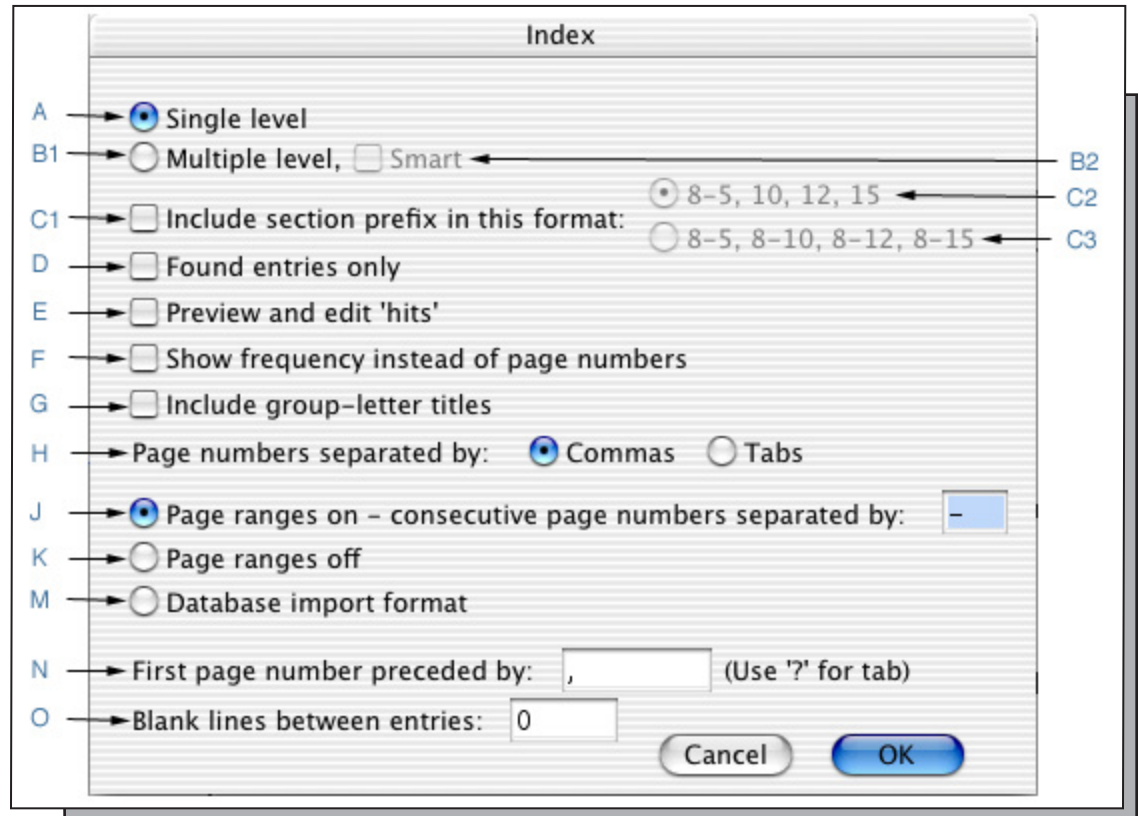 Index
A Single level
B1 Multiple level, Smart B2
8–5, 10, 12, 15 C2
C1 Include section prefix in this format:
8–5, 8–10, 8–12, 8–15 C3
D Found entries only
E Preview and edit 'hits'
F Show frequency instead of page numbers
G Include group–letter titles
H Page numbers separated by: Commas Tabs
J Page ranges on – consecutive page numbers separated by: –
K Page ranges off
M Database import format
N First page number preceded by: , (Use '?' for tab)
O Blank lines between entries: 0
Cancel OK